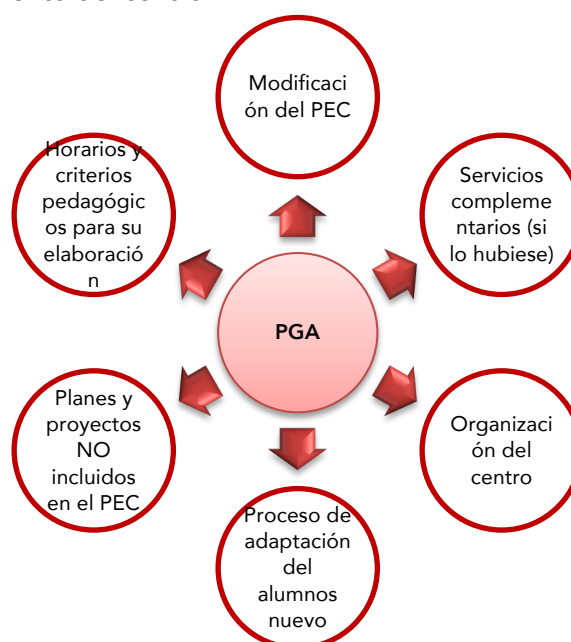 Modificaci
ón del PEC
Servicios
compleme
ntarios (si
lo hubiese)
Organizaci
ón del
centro
Proceso de
adaptación
del
alumnos
nuevo
Planes y
proyectos
NO
incluidos
en el PEC
Horarios y
criterios
pedagógic
os para su
elaboració
n
PGA